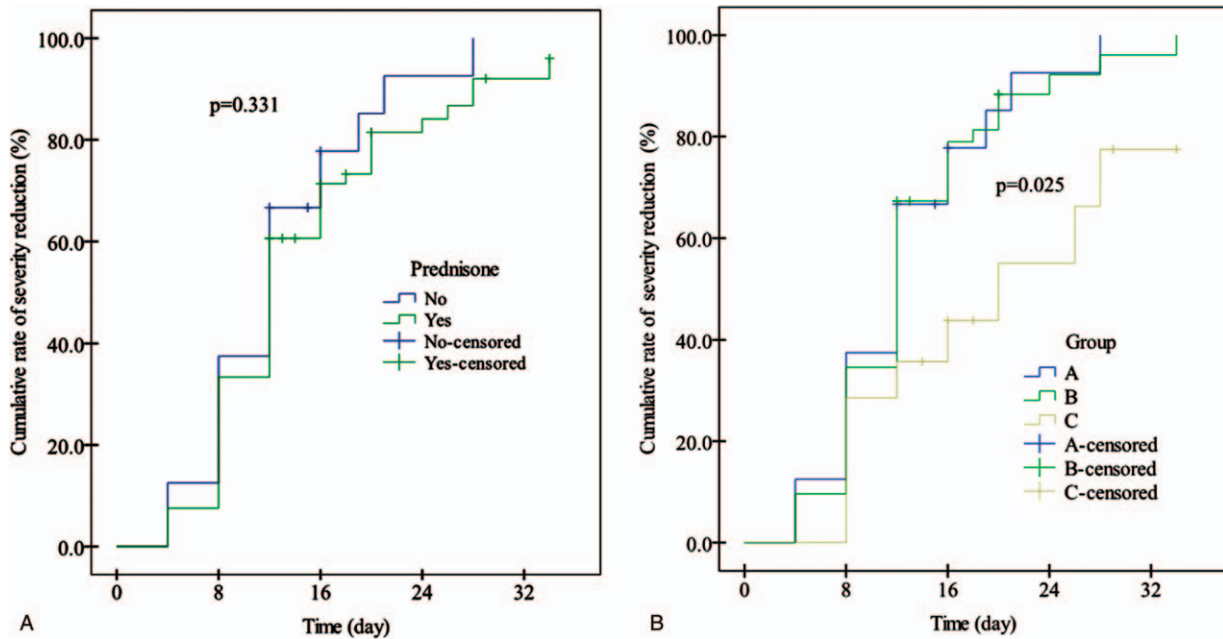 100.0
80.0
60.0
40.0
20.0
0.0
Cumulative rate of severity reduction (%)
p=0.331
Prednisone
No
Yes
No-censored
Yes-censored
0 8 16 24 32
Time (day)
A
100.0
80.0
60.0
40.0
20.0
0.0
Cumulative rate of severity reduction (%)
p=0.025
Group
A
B
C
A-censored
B-censored
C-censored
0 8 16 24 32
Time (day)
B